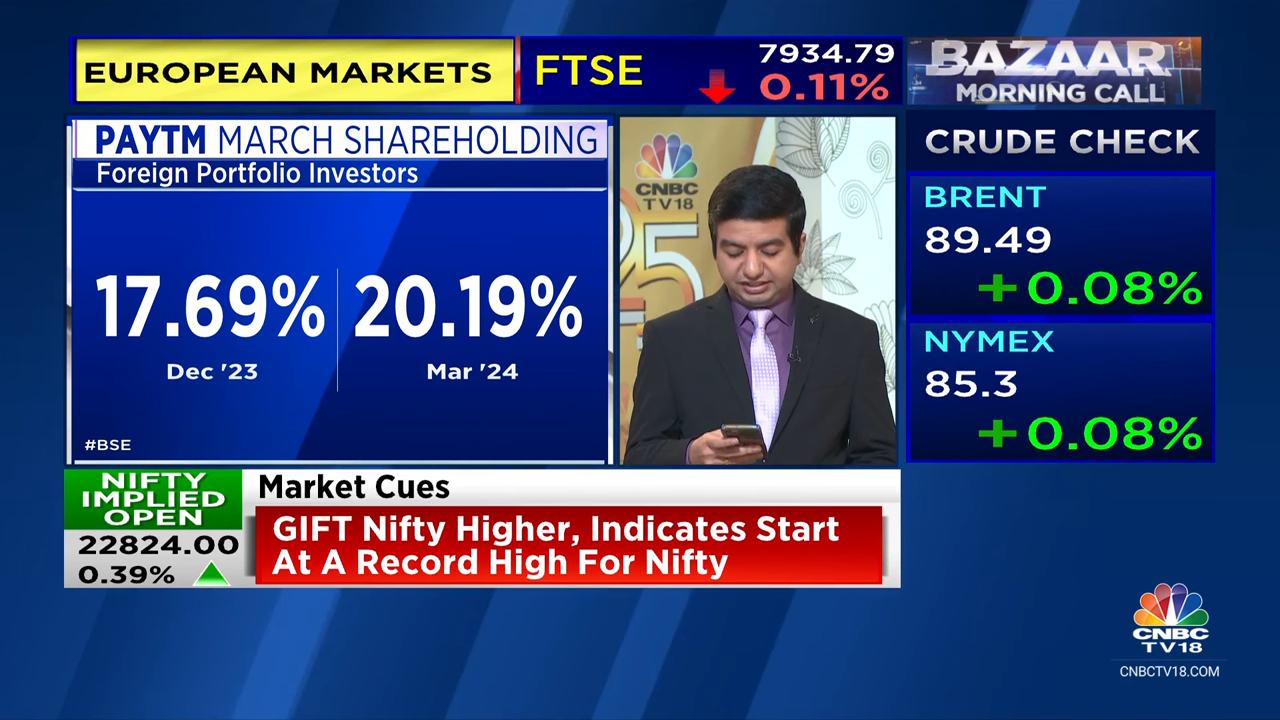 EUROPEAN MARKETS
FTSE
7934.79
0.11%
BAZAAR
MORNING CALL
PAYTM MARCH SHAREHOLDING
Foreign Portfolio Investors
17.69%
20.19%
Dec '23
Mar '24
#BSE
CNBC
TV18
25
CRUDE CHECK
BRENT
89.49
+0.08%
NYMEX
85.3
+0.08%
NIFTY
IMPLIED
OPEN
22824.00
0.39%
Market Cues
GIFT Nifty Higher, Indicates Start
At A Record High For Nifty
CNBC
TV18
CNBCTV18.COM